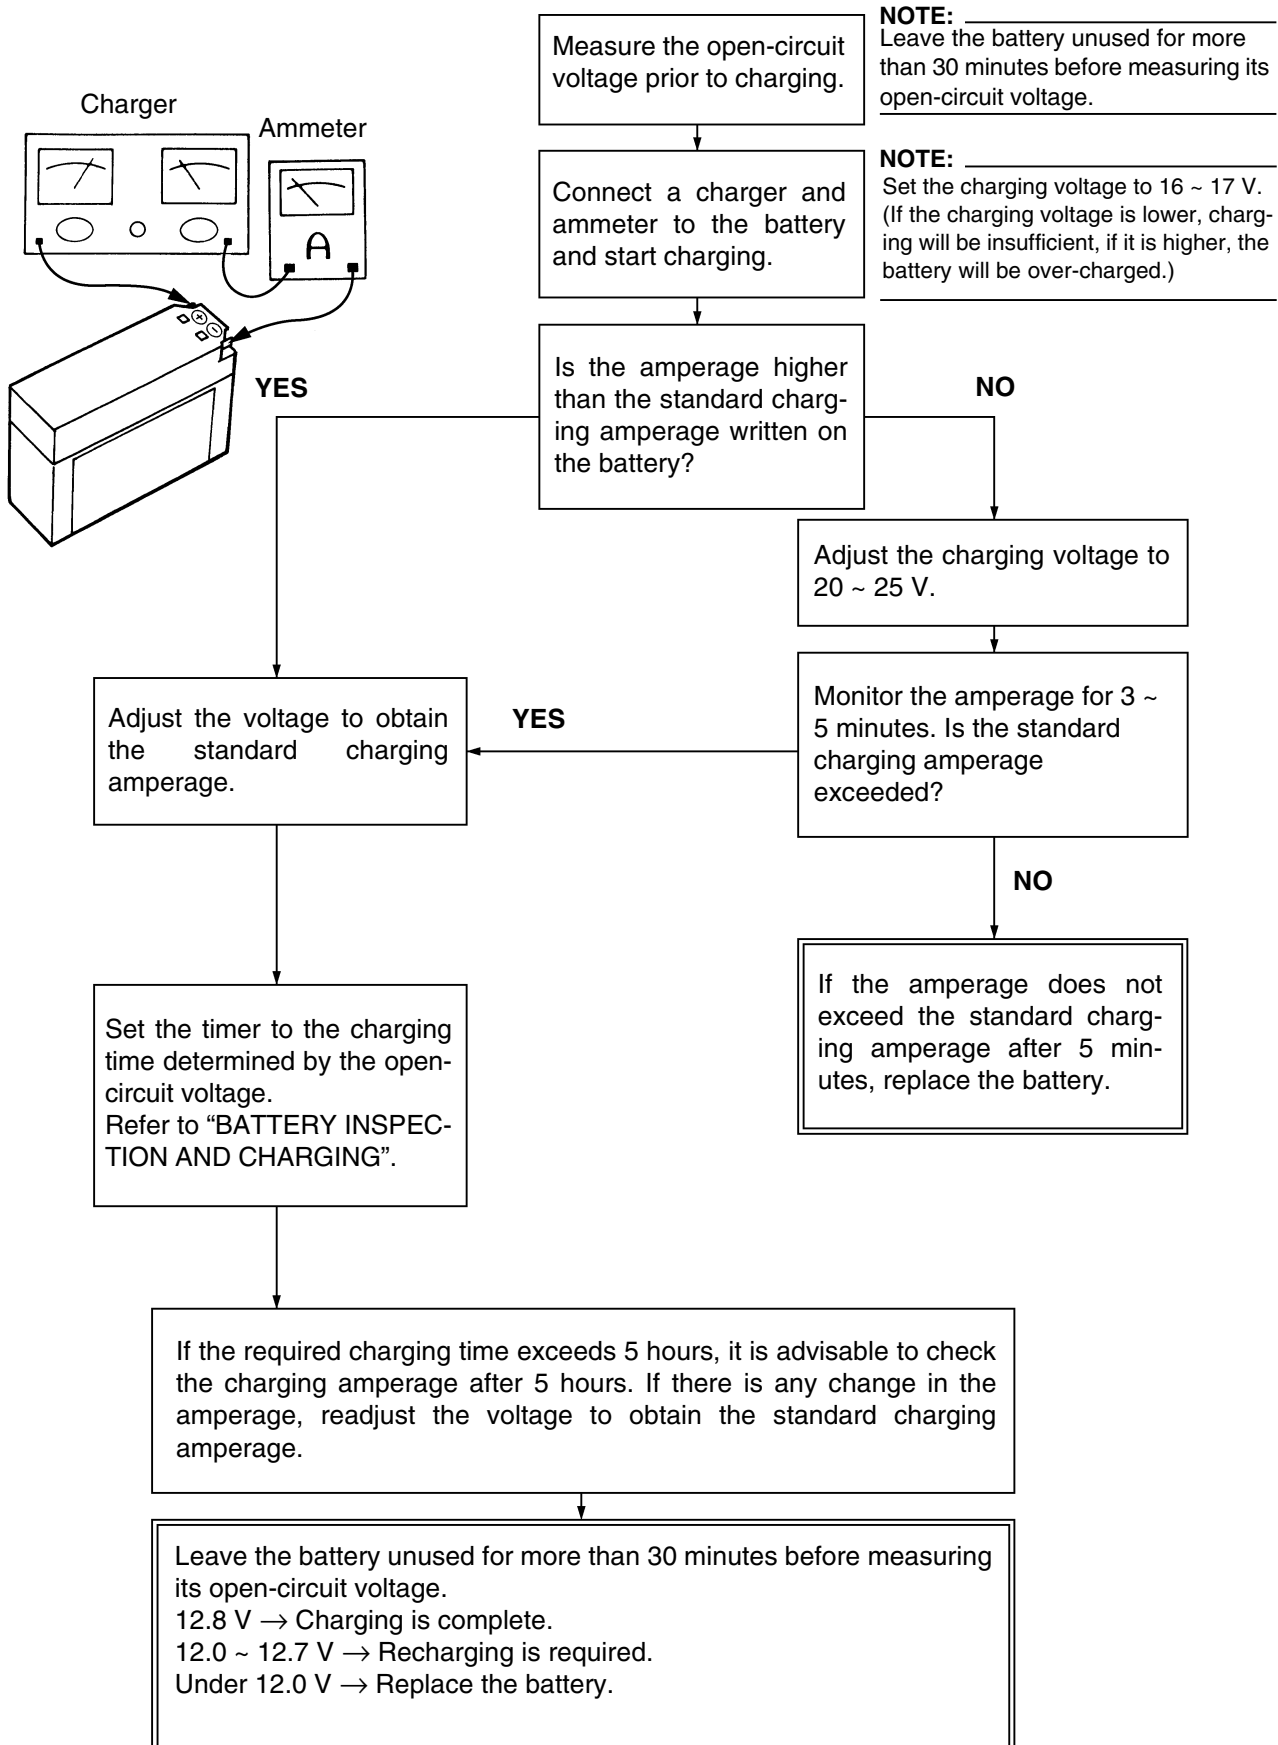 Measure the open-circuit
voltage prior to charging.
NOTE:
Leave the battery unused for more
than 30 minutes before measuring its
open-circuit voltage.
Charger
Ammeter
A
Connect a charger and
ammeter to the battery
and start charging.
NOTE:
Set the charging voltage to 16 ~ 17 V.
(If the charging voltage is lower, charg-
ing will be insufficient, if it is higher, the
battery will be over-charged.)
+
−
Is the amperage higher
than the standard charg-
ing amperage written on
the battery?
YES
NO
Adjust the charging voltage to
20 ~ 25 V.
Monitor the amperage for 3 ~
5 minutes. Is the standard
charging amperage
exceeded?
YES
Adjust the voltage to obtain
the standard charging
amperage.
NO
If the amperage does not
exceed the standard charg-
ing amperage after 5 min-
utes, replace the battery.
Set the timer to the charging
time determined by the open-
circuit voltage.
Refer to “BATTERY INSPEC-
TION AND CHARGING”.
If the required charging time exceeds 5 hours, it is advisable to check
the charging amperage after 5 hours. If there is any change in the
amperage, readjust the voltage to obtain the standard charging
amperage.
Leave the battery unused for more than 30 minutes before measuring
its open-circuit voltage.
12.8 V → Charging is complete.
12.0 ~ 12.7 V → Recharging is required.
Under 12.0 V → Replace the battery.